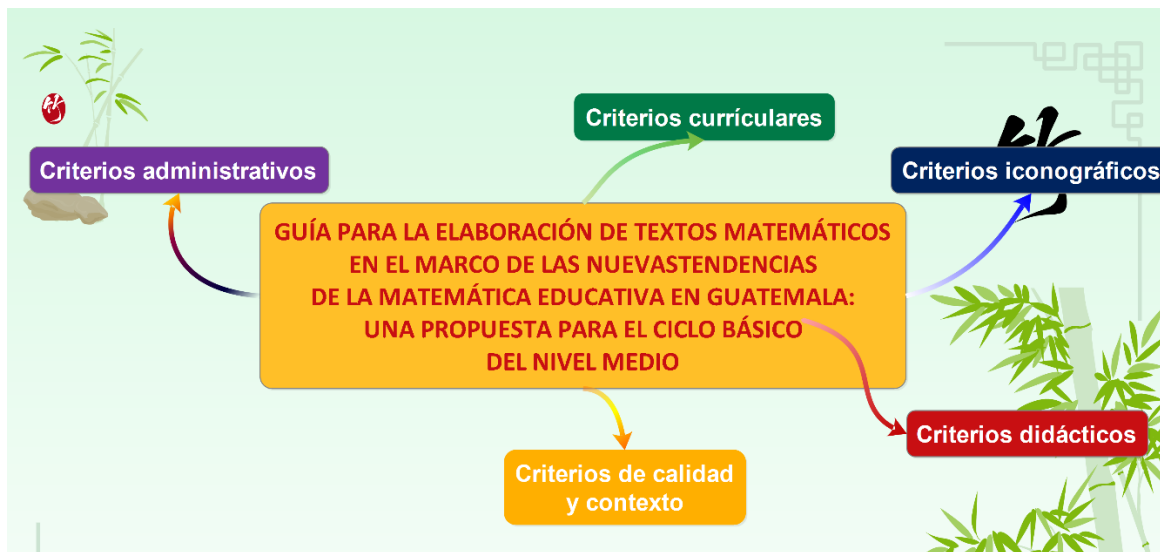 Criterios currículares
Criterios administrativos
Criterios iconográficos
GUÍA PARA LA ELABORACIÓN DE TEXTOS MATEMÁTICOS
EN EL MARCO DE LAS NUEVASTENDENCIAS
DE LA MATEMÁTICA EDUCATIVA EN GUATEMALA:
UNA PROPUESTA PARA EL CICLO BÁSICO
DEL NIVEL MEDIO
Criterios didácticos
Criterios de calidad
y contexto